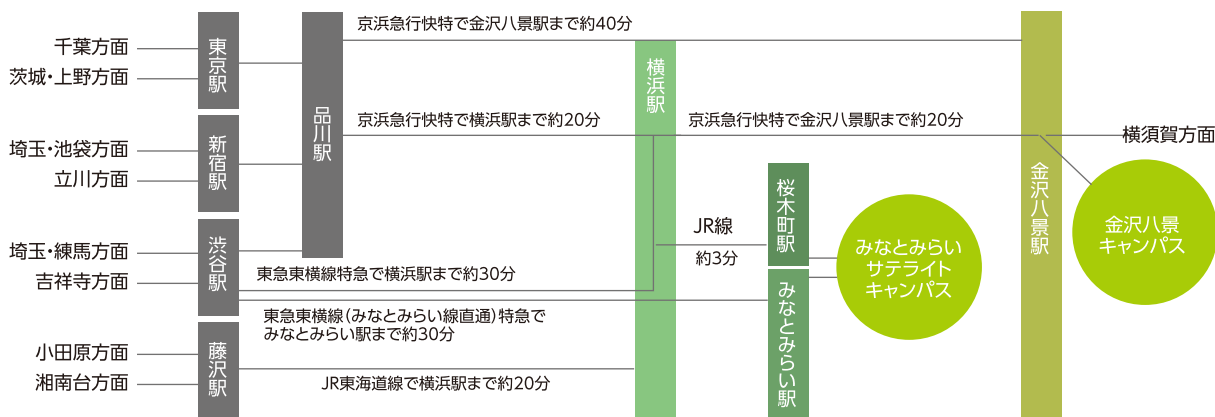 千葉方面
茨城・上野方面
東京駅
埼玉・池袋方面
立川方面
新宿駅
埼玉・練馬方面
吉祥寺方面
渋谷駅
小田原方面
湘南台方面
藤沢駅
品川駅
京浜急行快特で金沢八景駅まで約40分
京浜急行快特で横浜駅まで約20分
東急東横線特急で横浜駅まで約30分
東急東横線（みなとみらい線直通）特急で
みなとみらい駅まで約30分
JR東海道線で横浜駅まで約20分
横浜駅
京浜急行快特で金沢八景駅まで約20分
JR線
約3分
桜木町駅
みなとみらい駅
みなとみらい
サテライト
キャンパス
金沢八景駅
横須賀方面
金沢八景
キャンパス